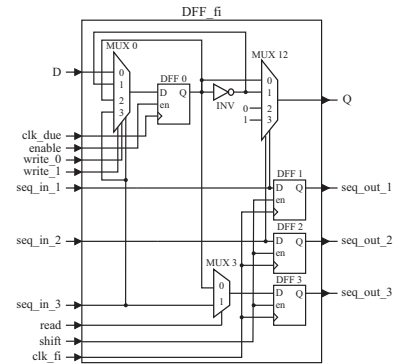 DFF_fi
MUX 0
MUX 12
D
0
1
2
3
DFF 0
D Q
en
INV
0
1
0 2
1 3
Q
clk_due
enable
write_0
write_1
seq_in_1
DFF 1
D Q
en
seq_out_1
seq_in_2
DFF 2
D Q
en
seq_out_2
MUX 3
0
1
DFF 3
D Q
en
seq_out_3
seq_in_3
read
shift
clk_fi